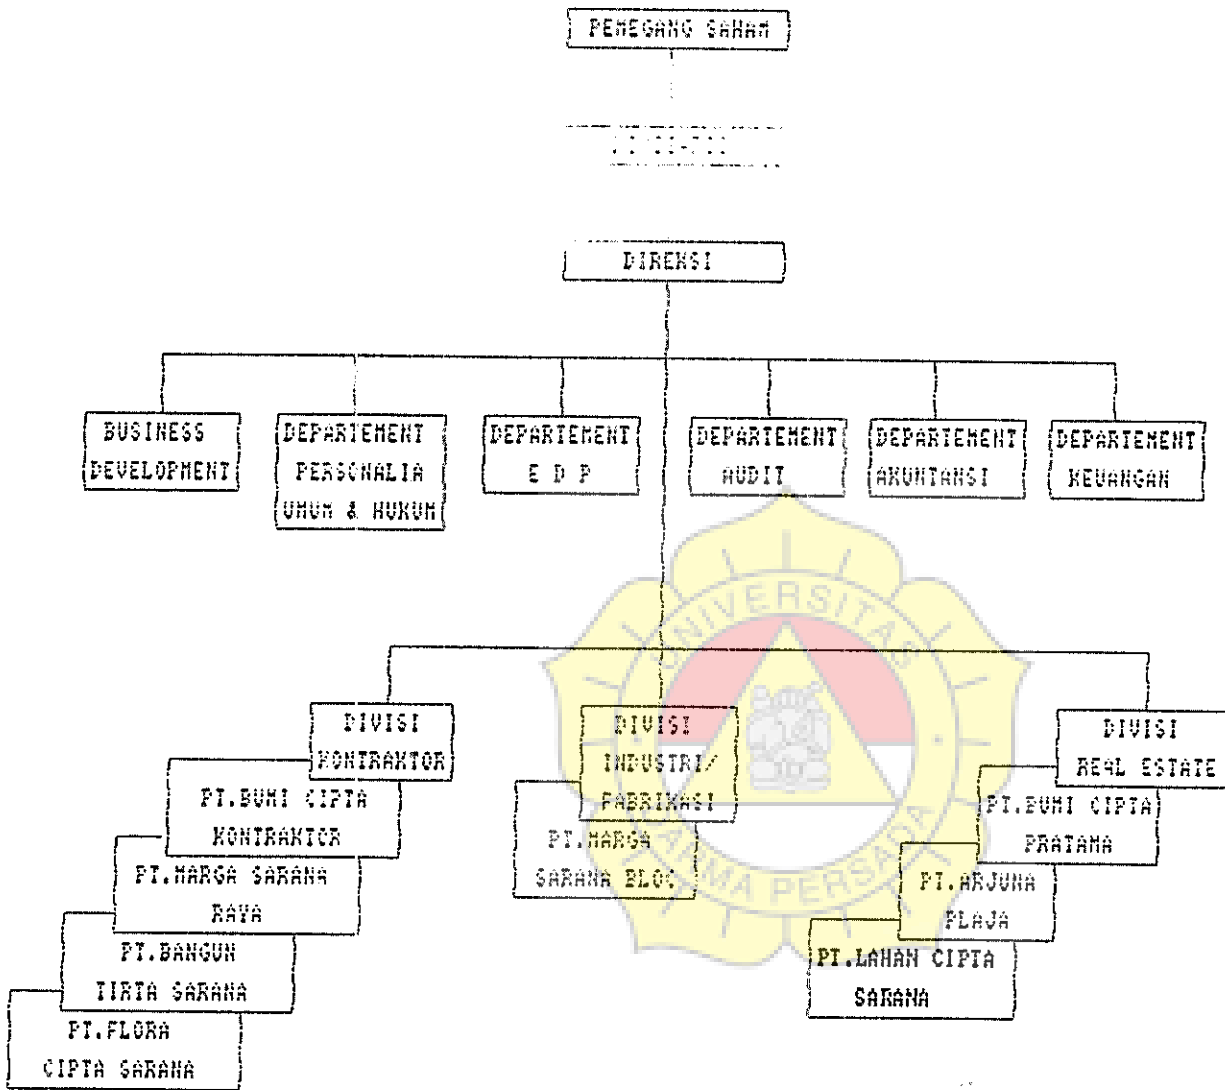 PEMEGANG SAHAM
DIREKSI
BUSINESS
DEVELOPMENT
DEPARTEMENT
PERSONALIA
UMUM & HUKUM
DEPARTEMENT
E D P
DEPARTEMENT
AUDIT
DEPARTEMENT
AKUNTANSI
DEPARTEMENT
KEUANGAN
DIVISI
KONTRAKTOR
PT.BUMI CIPTA
KONTRAKTOR
PT.MARGA SARANA
RAYA
PT.BANGUN
TIRTA SARANA
PT.FLORA
CIPTA SARANA
DIVISI
INDUSTRI/
PABRIKASI
PT.MARGA
SARANA BLOC
DIVISI
REAL ESTATE
PT.BUMI CIPTA
PRATAMA
PT.ARJUNA
PLAJA
PT.LAHAN CIPTA
SARANA
UNIVERSITAS
DARMA PERSADA